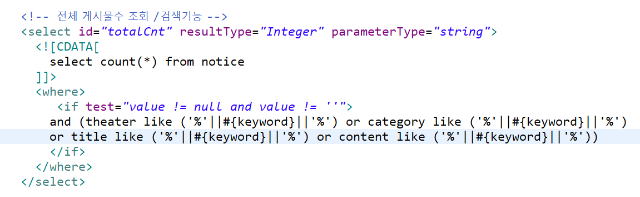 <!-- 전체 게시물수 조회 /검색기능 -->
<select id="totalCnt" resultType="Integer" parameterType="string">
<![CDATA[
select count(*) from notice
]]>
<where>
<if test="value != null and value != ''">
and (theater like ('%'||#{keyword}||'%') or category like ('%'||#{keyword}||'%')
or title like ('%'||#{keyword}||'%') or content like ('%'||#{keyword}||'%'))
</if>
</where>
</select>